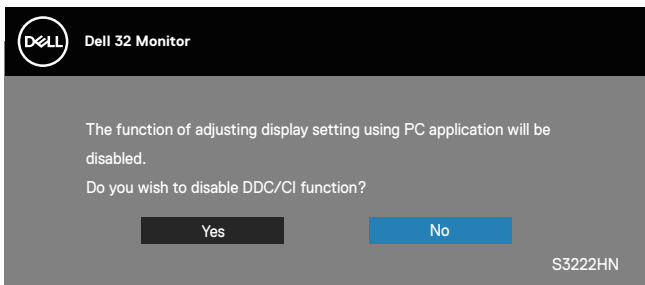 DELL
Dell 32 Monitor
The function of adjusting display setting using PC application will be
disabled.
Do you wish to disable DDC/CI function?
Yes
No
S3222HN